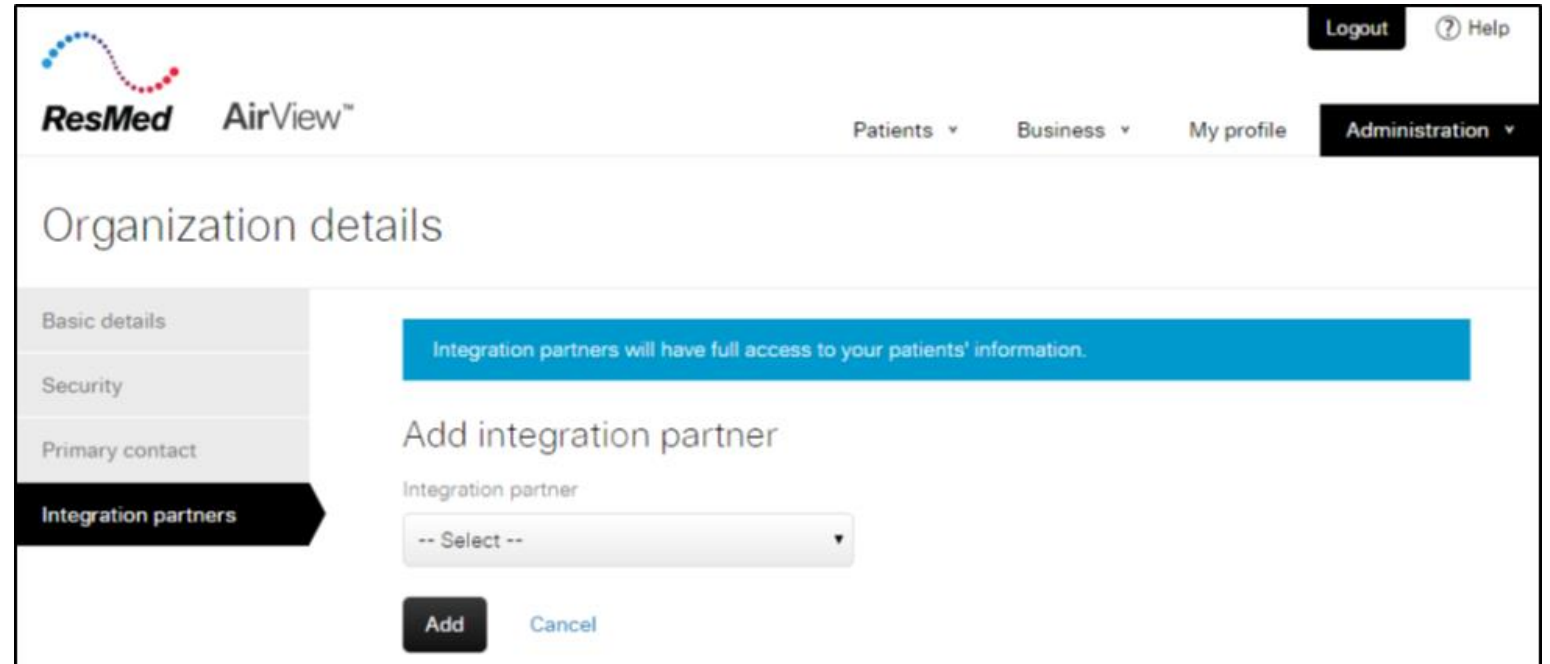 Logout
? Help
ResMed AirView™
Patients Business My profile Administration
Organization details
Basic details
Security
Primary contact
Integration partners
Integration partners will have full access to your patients' information.
Add integration partner
Integration partner
-- Select --
Add Cancel